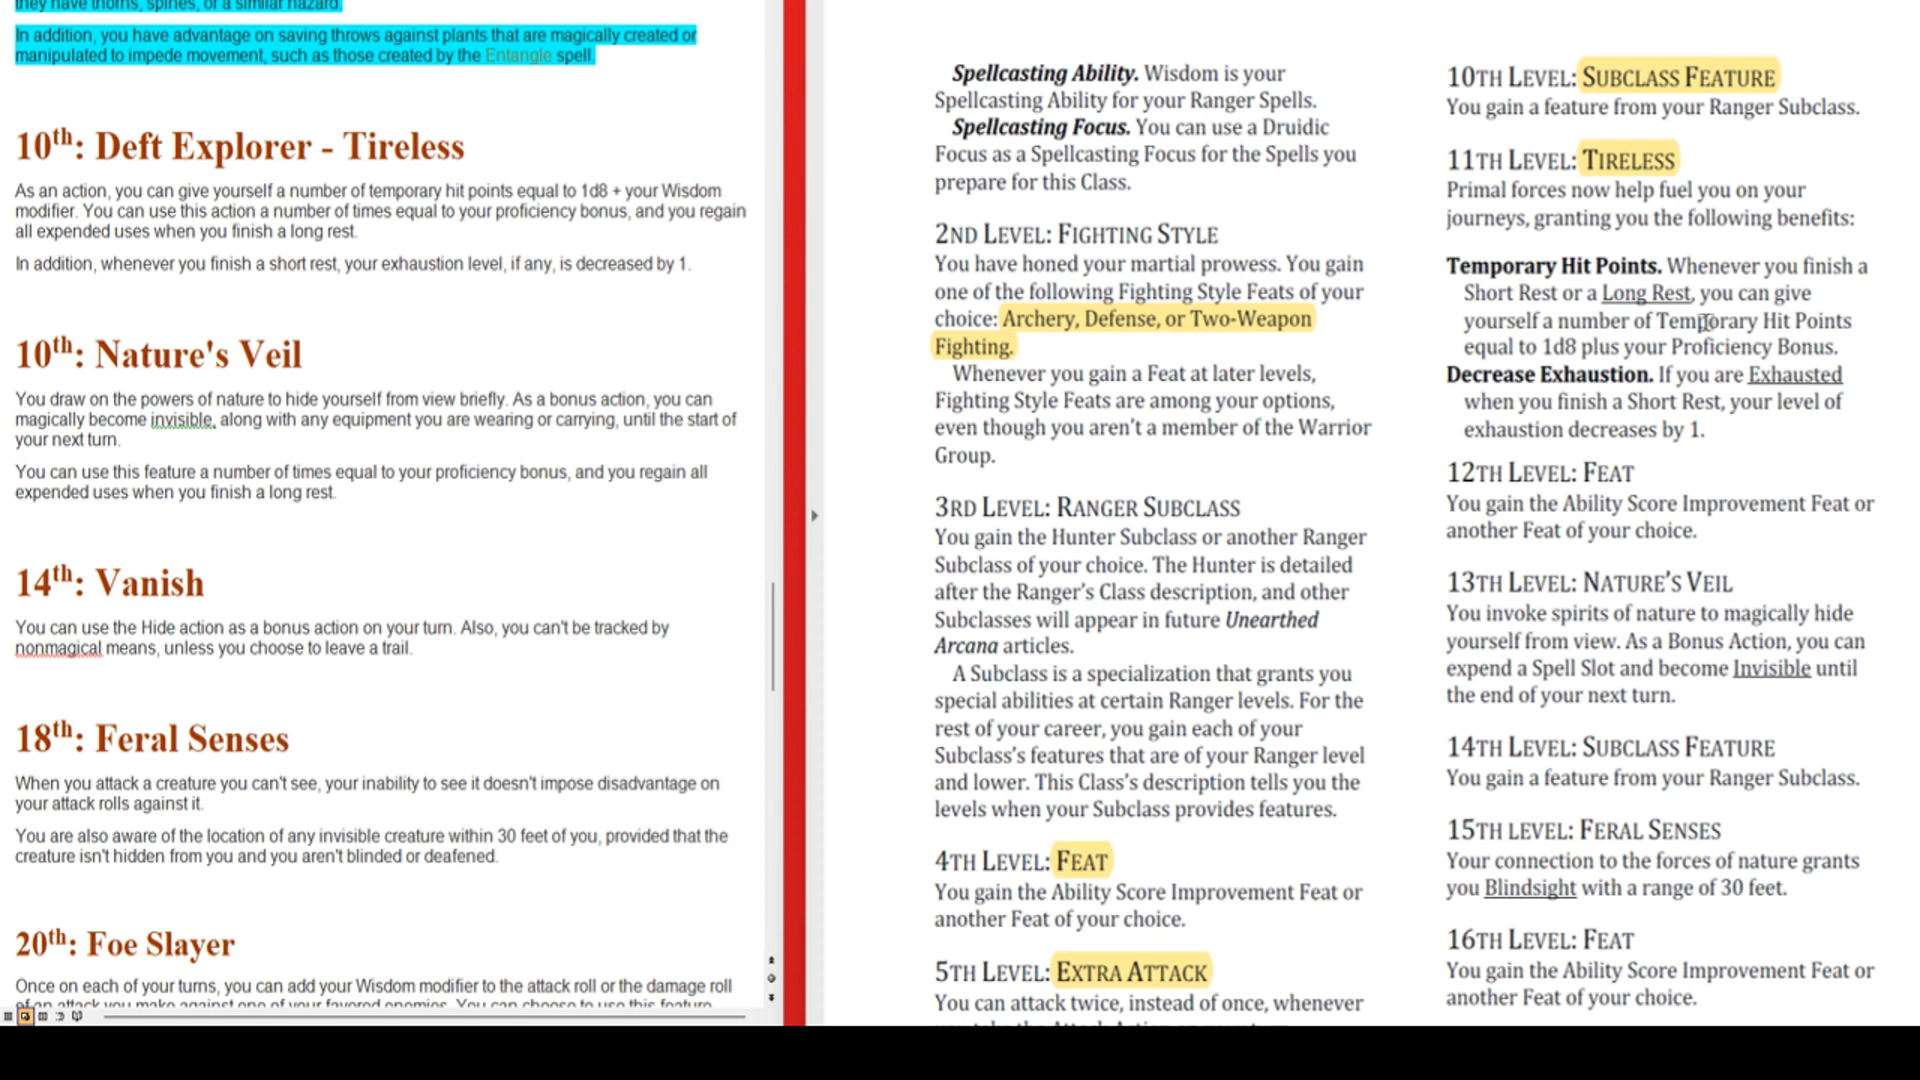 they have thorns, spines, or a similar hazard.
In addition, you have advantage on saving throws against plants that are magically created or
manipulated to impede movement, such as those created by the Entangle spell.
10th: Deft Explorer - Tireless
As an action, you can give yourself a number of temporary hit points equal to 1d8 + your Wisdom
modifier. You can use this action a number of times equal to your proficiency bonus, and you regain
all expended uses when you finish a long rest.
In addition, whenever you finish a short rest, your exhaustion level, if any, is decreased by 1.
10th: Nature's Veil
You draw on the powers of nature to hide yourself from view briefly. As a bonus action, you can
magically become invisible, along with any equipment you are wearing or carrying, until the start of
your next turn.
You can use this feature a number of times equal to your proficiency bonus, and you regain all
expended uses when you finish a long rest.
14th: Vanish
You can use the Hide action as a bonus action on your turn. Also, you can't be tracked by
nonmagical means, unless you choose to leave a trail.
18th: Feral Senses
When you attack a creature you can't see, your inability to see it doesn't impose disadvantage on
your attack rolls against it.
You are also aware of the location of any invisible creature within 30 feet of you, provided that the
creature isn't hidden from you and you aren't blinded or deafened.
20th: Foe Slayer
Once on each of your turns, you can add your Wisdom modifier to the attack roll or the damage roll
of an attack you make against one of your favored enemies. You can choose to use this feature
Spellcasting Ability. Wisdom is your
Spellcasting Ability for your Ranger Spells.
Spellcasting Focus. You can use a Druidic
Focus as a Spellcasting Focus for the Spells you
prepare for this Class.
2ND LEVEL: FIGHTING STYLE
You have honed your martial prowess. You gain
one of the following Fighting Style Feats of your
choice: Archery, Defense, or Two-Weapon
Fighting.
Whenever you gain a Feat at later levels,
Fighting Style Feats are among your options,
even though you aren't a member of the Warrior
Group.
3RD LEVEL: RANGER SUBCLASS
You gain the Hunter Subclass or another Ranger
Subclass of your choice. The Hunter is detailed
after the Ranger's Class description, and other
Subclasses will appear in future Unearthed
Arcana articles.
A Subclass is a specialization that grants you
special abilities at certain Ranger levels. For the
rest of your career, you gain each of your
Subclass's features that are of your Ranger level
and lower. This Class's description tells you the
levels when your Subclass provides features.
4TH LEVEL: FEAT
You gain the Ability Score Improvement Feat or
another Feat of your choice.
5TH LEVEL: EXTRA ATTACK
You can attack twice, instead of once, whenever
10TH LEVEL: SUBCLASS FEATURE
You gain a feature from your Ranger Subclass.
11TH LEVEL: TIRELESS
Primal forces now help fuel you on your
journeys, granting you the following benefits:
Temporary Hit Points. Whenever you finish a
Short Rest or a Long Rest, you can give
yourself a number of Temporary Hit Points
equal to 1d8 plus your Proficiency Bonus.
Decrease Exhaustion. If you are Exhausted
when you finish a Short Rest, your level of
exhaustion decreases by 1.
12TH LEVEL: FEAT
You gain the Ability Score Improvement Feat or
another Feat of your choice.
13TH LEVEL: NATURE'S VEIL
You invoke spirits of nature to magically hide
yourself from view. As a Bonus Action, you can
expend a Spell Slot and become Invisible until
the end of your next turn.
14TH LEVEL: SUBCLASS FEATURE
You gain a feature from your Ranger Subclass.
15TH LEVEL: FERAL SENSES
Your connection to the forces of nature grants
you Blindsight with a range of 30 feet.
16TH LEVEL: FEAT
You gain the Ability Score Improvement Feat or
another Feat of your choice.